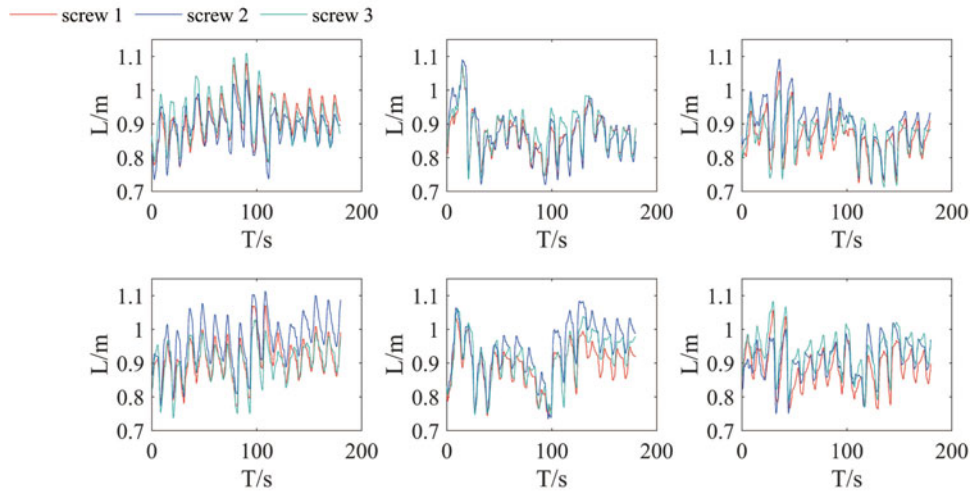 screw 1 screw 2 screw 3
1.1 1.1 1.1
1 1 1
L/m 0.9 L/m 0.9 L/m 0.9
0.8 0.8 0.8
0.7 0.7 0.7
0 100 200 0 100 200 0 100 200
T/s T/s T/s
1.1 1.1 1.1
1 1 1
L/m 0.9 L/m 0.9 L/m 0.9
0.8 0.8 0.8
0.7 0.7 0.7
0 100 200 0 100 200 0 100 200
T/s T/s T/s